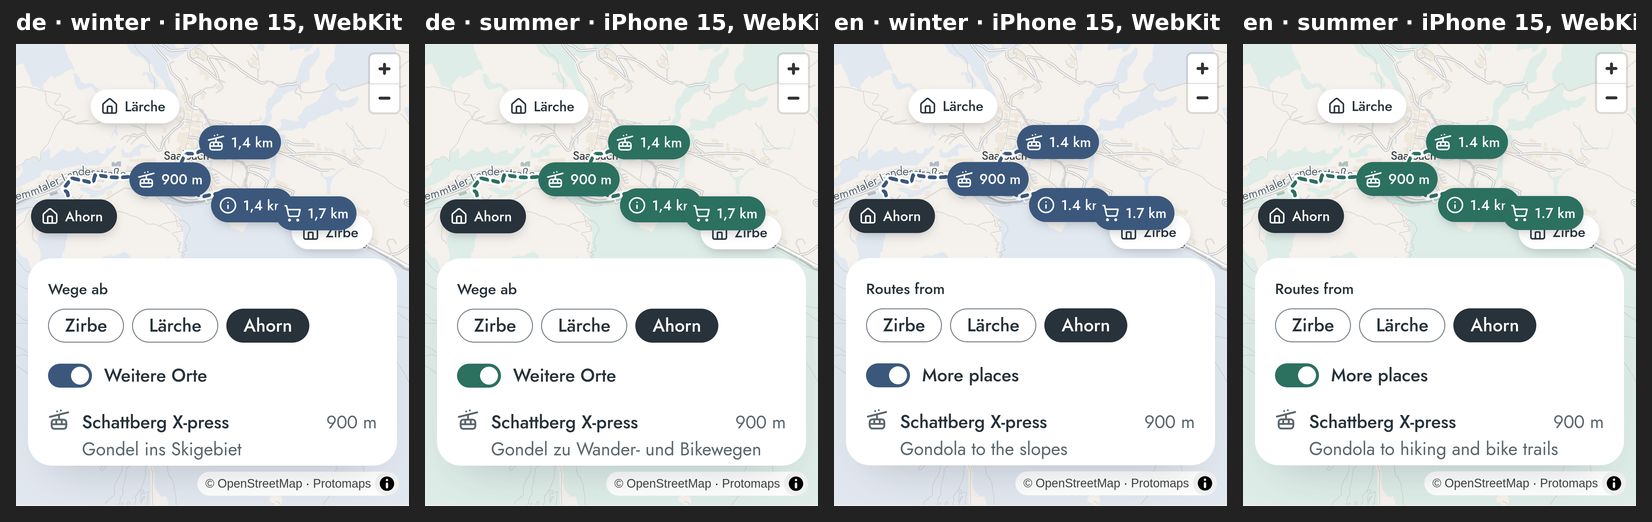 de · winter · iPhone 15, WebKit
Lärche
1,4 km
900 m
1,4
1,7 km
Ahorn
Zirbe
Wege ab
Zirbe
Lärche
Ahorn
Weitere Orte
Schattberg X-press
900 m
Gondel ins Skigebiet
© OpenStreetMap · Protomaps
de · summer · iPhone 15,
Lärche
1,4 km
900 m
1,4
1,7 km
Ahorn
Zirbe
Wege ab
Zirbe
Lärche
Ahorn
Weitere Orte
Schattberg X-press
900 m
Gondel zu Wander- und Bikewegen
© OpenStreetMap · Protomaps
en · winter · iPhone 15, WebKit
Lärche
1.4 km
900 m
1.4
1.7 km
Ahorn
Zirbe
Routes from
Zirbe
Lärche
Ahorn
More places
Schattberg X-press
900 m
Gondola to the slopes
© OpenStreetMap · Protomaps
en · summer · iPhone 15,
Lärche
1.4 km
900 m
1.4
1.7 km
Ahorn
Zirbe
Routes from
Zirbe
Lärche
Ahorn
More places
Schattberg X-press
900 m
Gondola to hiking and bike trails
© OpenStreetMap · Protomaps